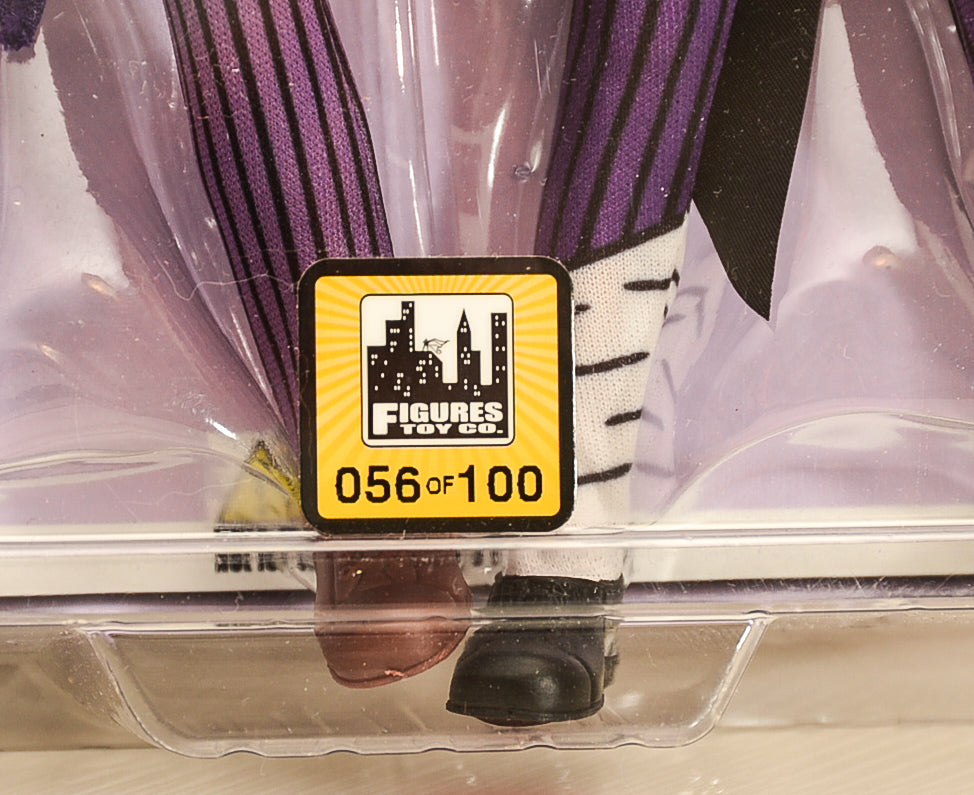 FIGURES
TOY CO.
056 OF 100